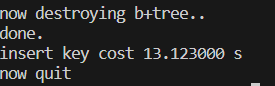 now destroying b+tree..
done.
insert key cost 13.123000 s
now quit